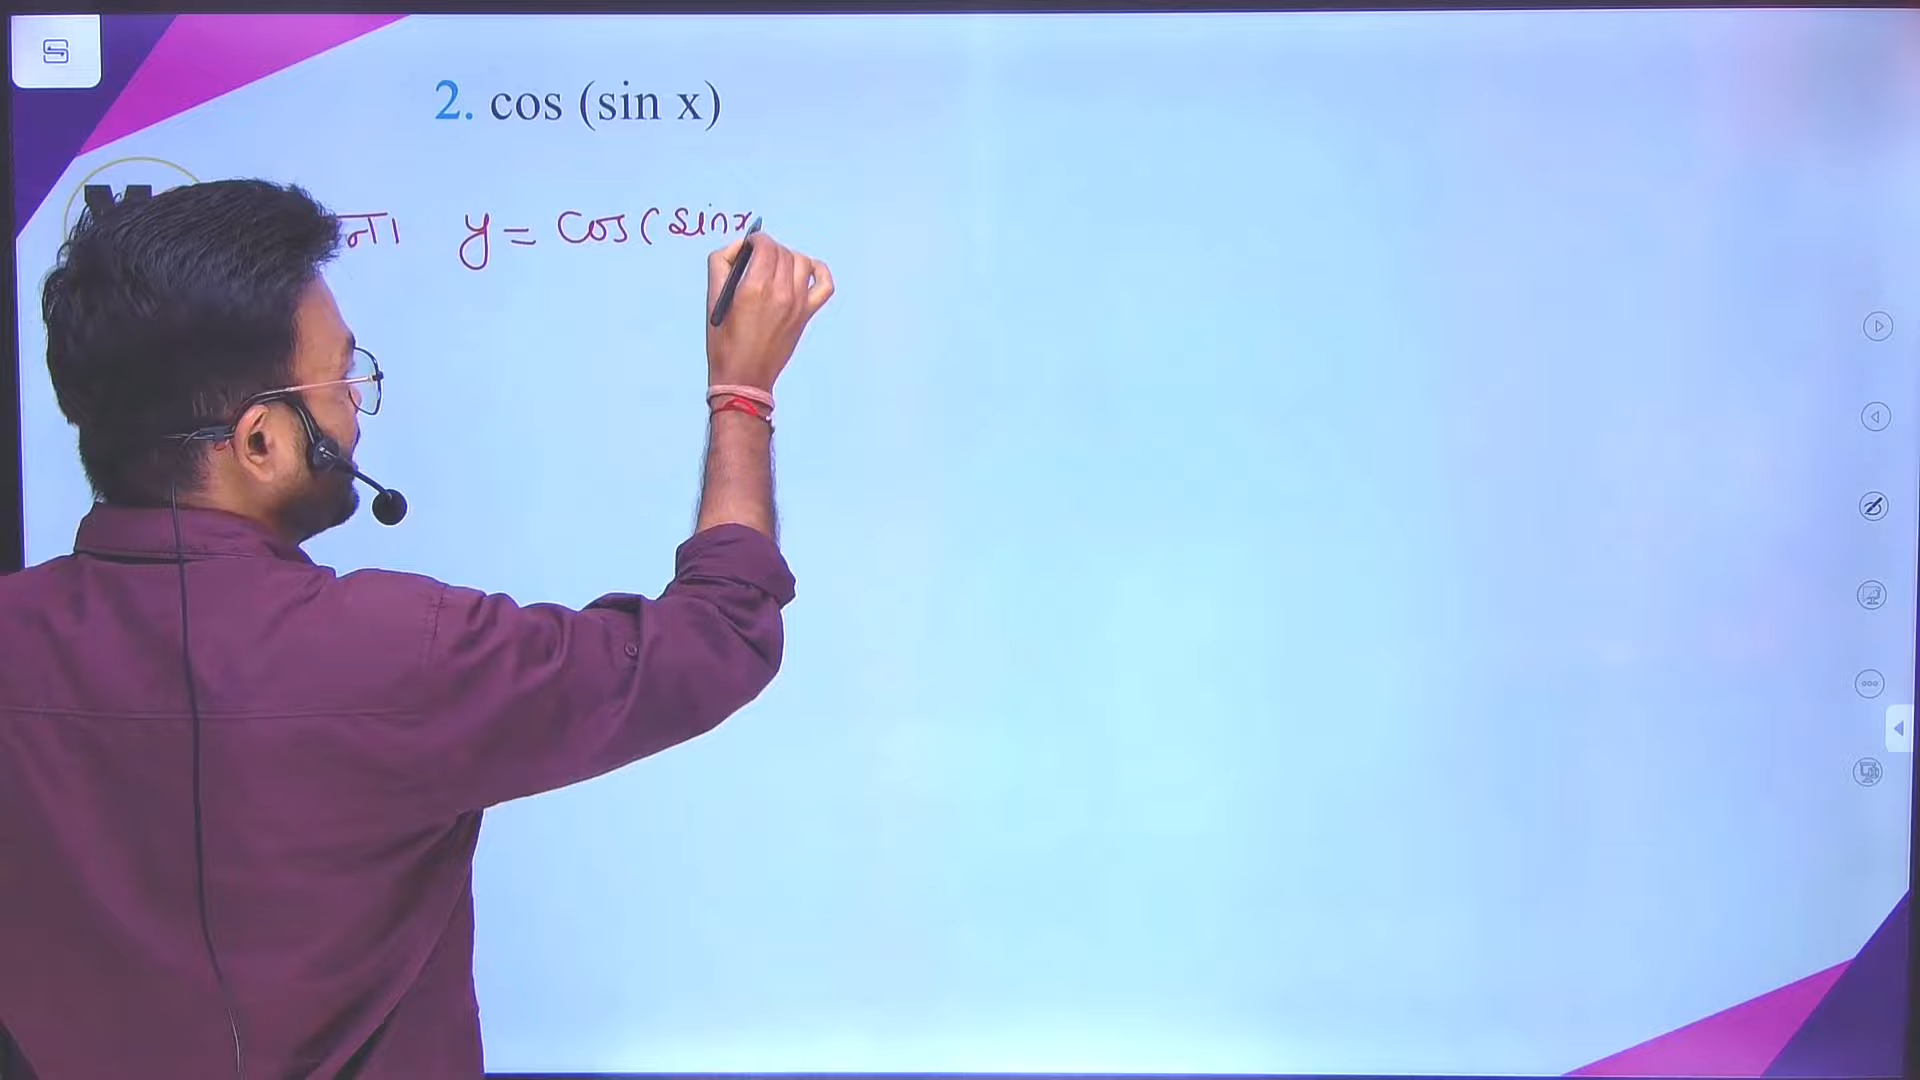 2. cos (sin x)
ना y = cos(sinx